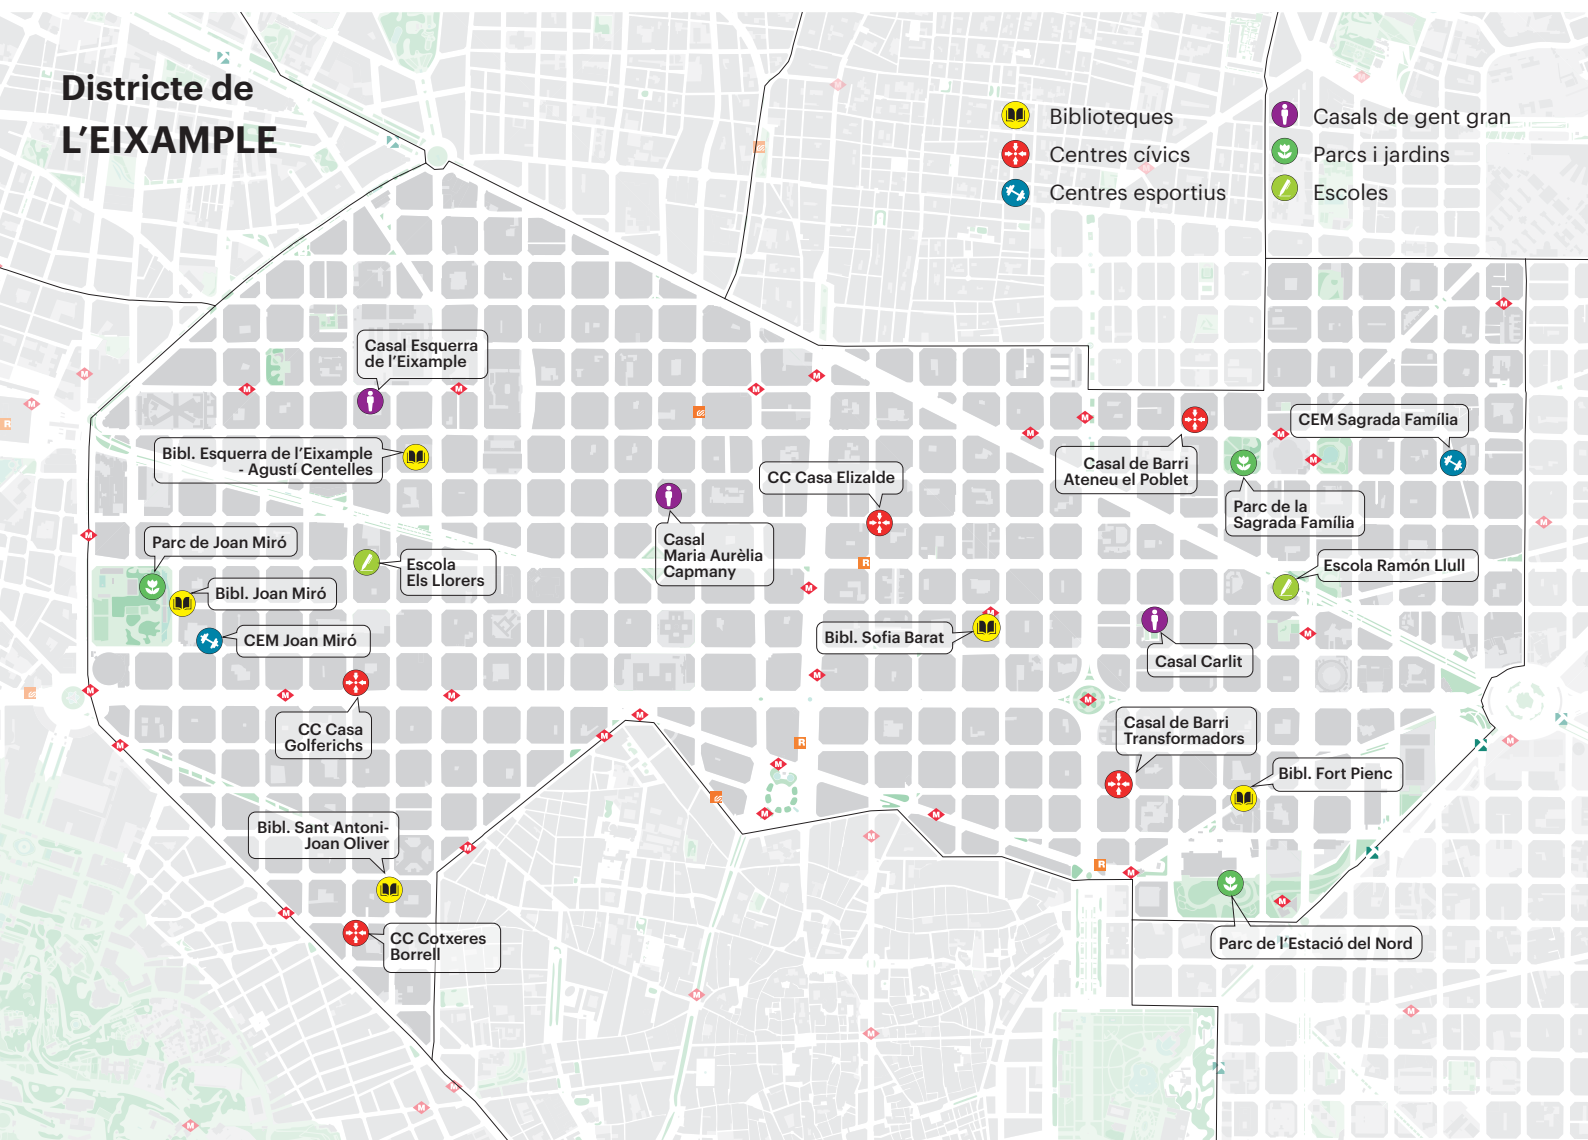 Districte de
L'EIXAMPLE
Biblioteques
Centres cívics
Centres esportius
Casals de gent gran
Parcs i jardins
Escoles
Casal Esquerra
de l'Eixample
Bibl. Esquerra de l'Eixample
- Agustí Centelles
CC Casa Elizalde
Casal de Barri
Ateneu el Poblet
CEM Sagrada Família
Parc de la
Sagrada Família
Parc de Joan Miró
Escola
Els Llorers
Casal
Maria Aurèlia
Capmany
Escola Ramón Llull
Bibl. Joan Miró
CEM Joan Miró
Bibl. Sofia Barat
Casal Carlit
CC Casa
Golferichs
Casal de Barri
Transformadors
Bibl. Fort Pienc
Bibl. Sant Antoni-
Joan Oliver
CC Cotxeres
Borrell
Parc de l'Estació del Nord